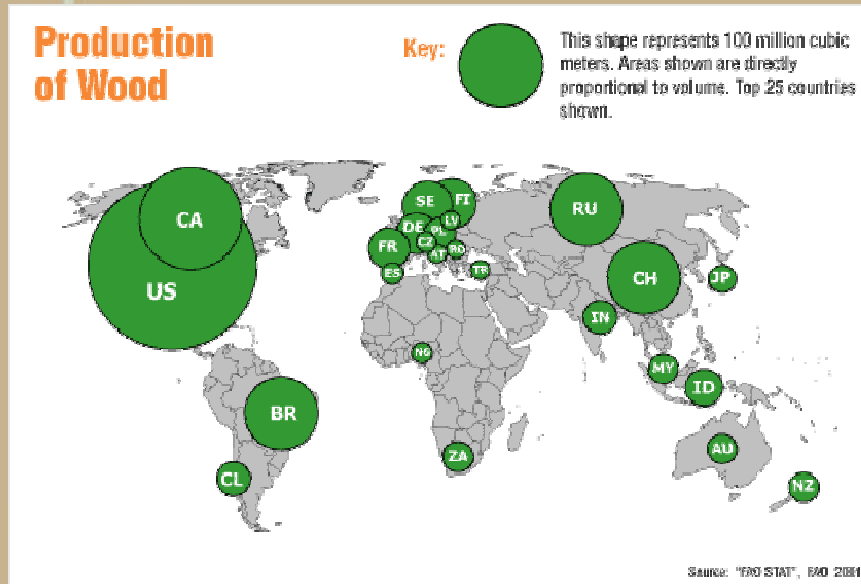 Production
of Wood
Key:
This shape represents 100 million cubic
meters. Areas shown are directly
proportional to volume. Top 25 countries
shown.
CA
US
SE
FI
LV
DE
PL
FR
CZ
AT
RO
ES
TR
RU
CH
JP
IN
NG
MY
ID
BR
CL
ZA
AU
NZ
Source: "FAO STAT", FAO 2001